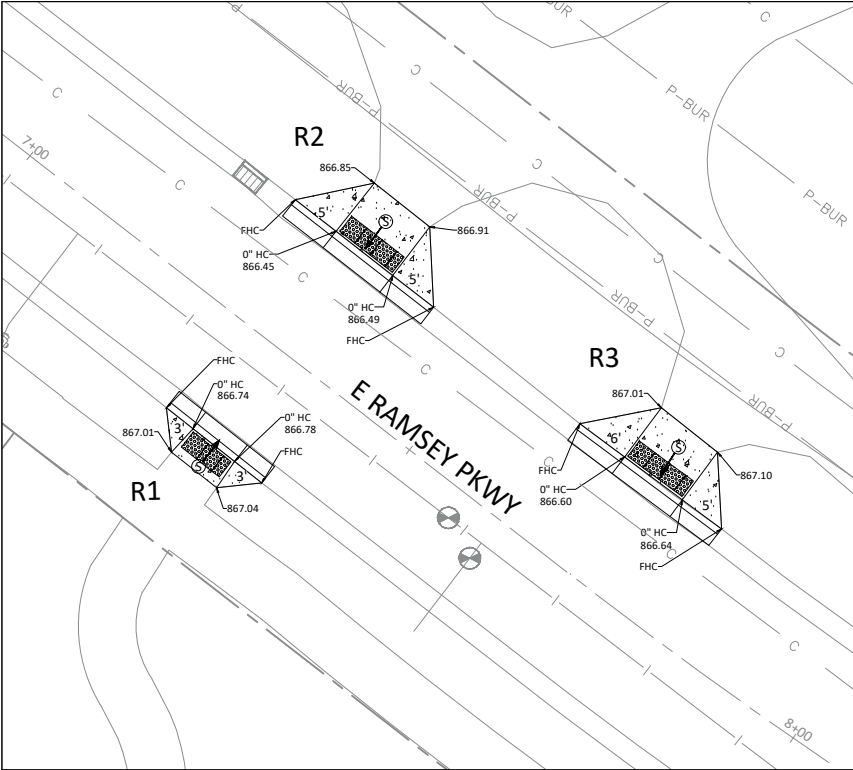 P-BUR
C
C
P-BUR
C
P-BUR
C
C
P-BUR
R2
7+00
C
866.85
P-BUR
P-BUR
5'
S
866.91
FHC
0" HC
866.45
C
C
5'
0" HC
866.49
FHC
P-BUR
C
C
R3
FHC
0" HC
866.74
E RAMSEY PKWY
867.01
P-BUR
3'
0" HC
866.78
867.01
6'
S
FHC
S
3'
C
FHC
867.10
R1
0" HC
866.60
5'
867.04
0" HC
866.64
C
FHC
C
8+00